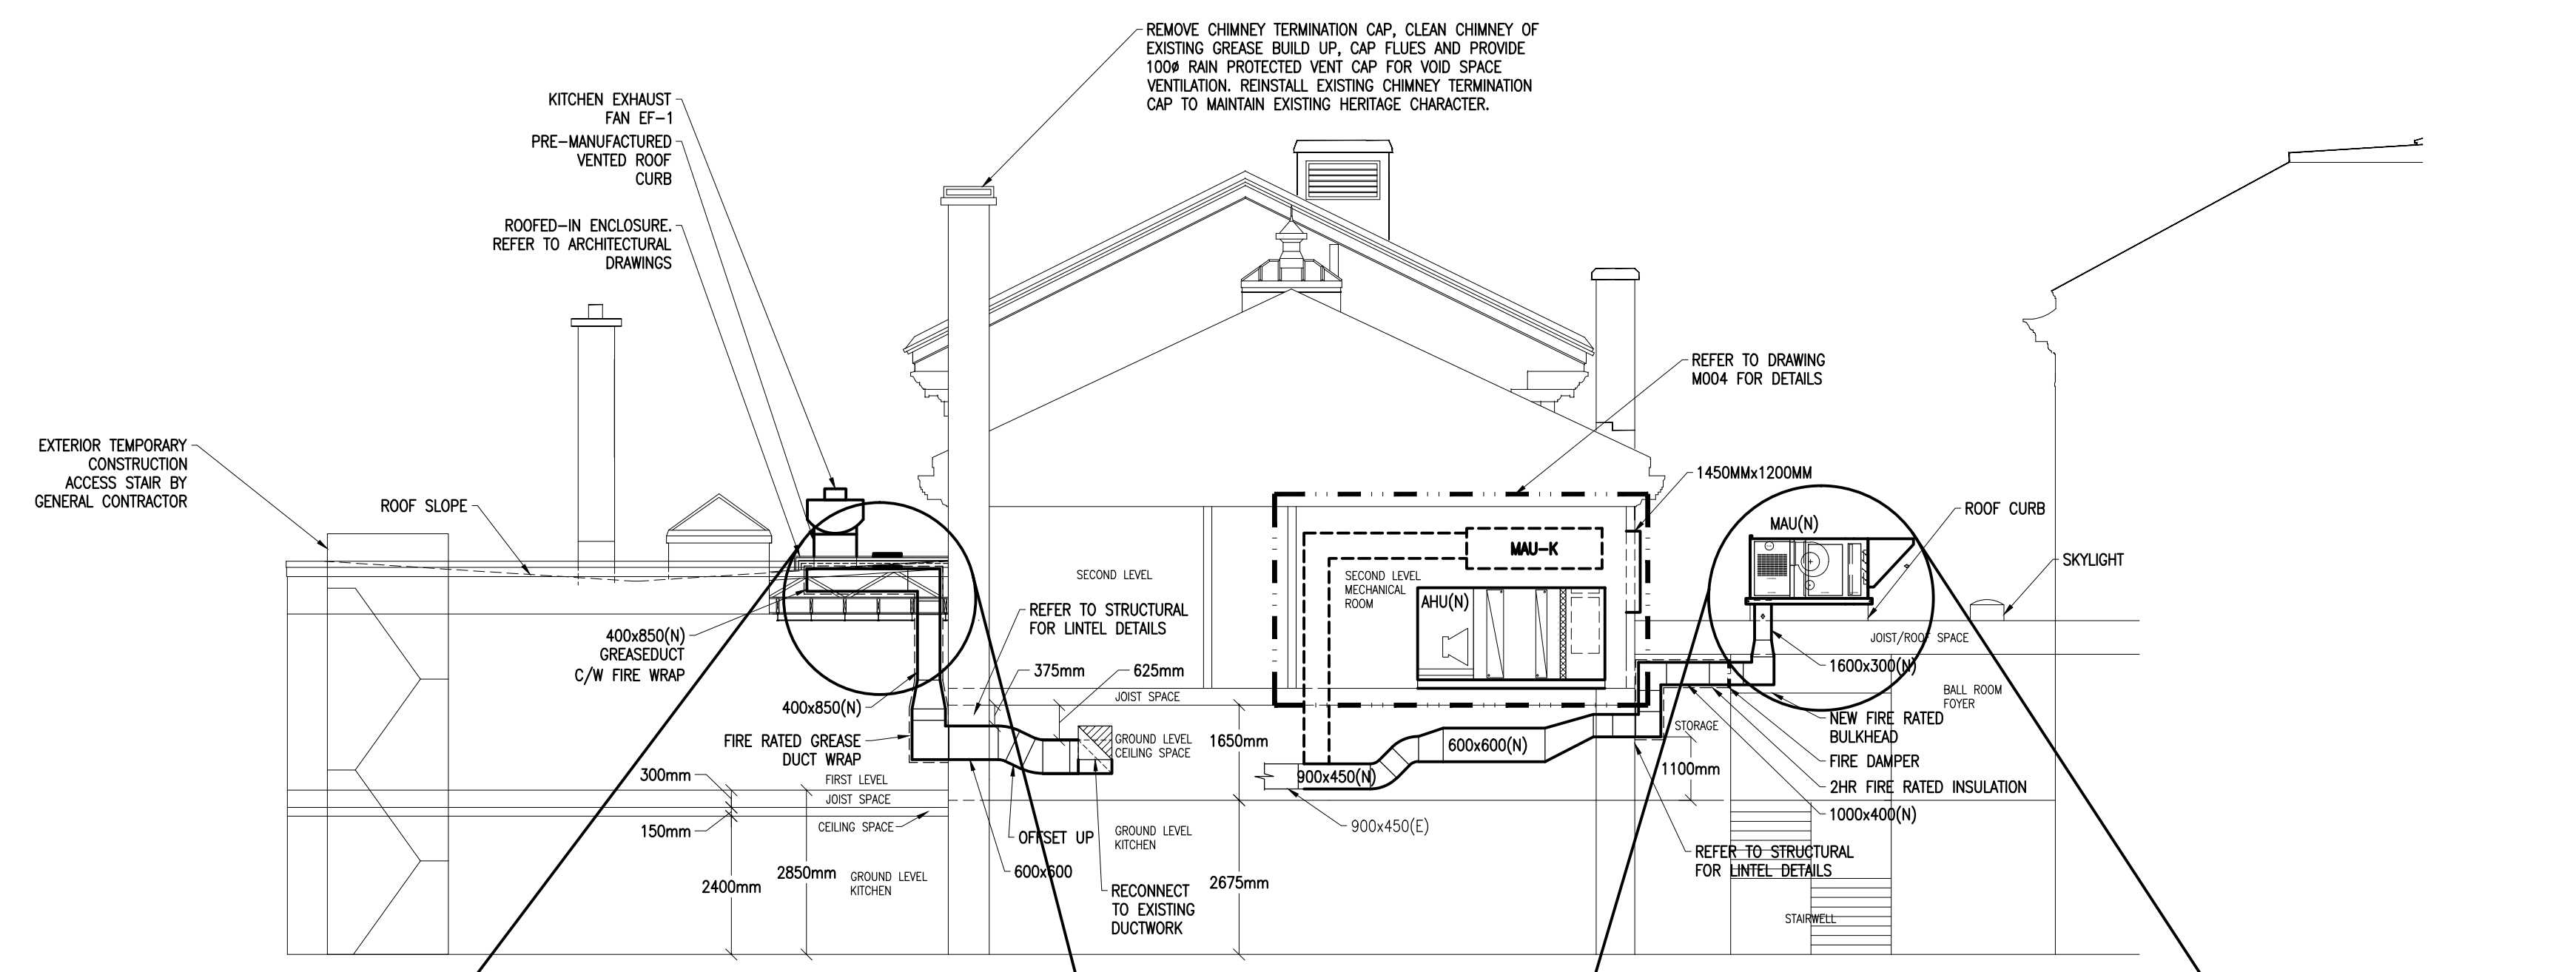 REMOVE CHIMNEY TERMINATION CAP, CLEAN CHIMNEY OF
EXISTING GREASE BUILD UP, CAP FLUES AND PROVIDE
100ø RAIN PROTECTED VENT CAP FOR VOID SPACE
VENTILATION. REINSTALL EXISTING CHIMNEY TERMINATION
CAP TO MAINTAIN EXISTING HERITAGE CHARACTER.
KITCHEN EXHAUST
FAN EF-1
PRE-MANUFACTURED
VENTED ROOF
CURB
ROOFED-IN ENCLOSURE.
REFER TO ARCHITECTURAL
DRAWINGS
REFER TO DRAWING
M004 FOR DETAILS
EXTERIOR TEMPORARY
CONSTRUCTION
ACCESS STAIR BY
GENERAL CONTRACTOR
ROOF SLOPE
1450MMx1200MM
ROOF CURB
MAU(N)
SKYLIGHT
MAU-K
SECOND LEVEL
SECOND LEVEL
MECHANICAL
ROOM
AHU(N)
REFER TO STRUCTURAL
FOR LINTEL DETAILS
400x850(N)
GREASEDUCT
C/W FIRE WRAP
JOIST/ROOF SPACE
1600x300(N)
375mm
625mm
JOIST SPACE
400x850(N)
BALL ROOM
FOYER
NEW FIRE RATED
BULKHEAD
STORAGE
FIRE RATED GREASE
DUCT WRAP
GROUND LEVEL
CEILING SPACE
1650mm
600x600(N)
FIRE DAMPER
1100mm
300mm
FIRST LEVEL
900x450(N)
2HR FIRE RATED INSULATION
JOIST SPACE
1000x400(N)
150mm
CEILING SPACE
900x450(E)
OFFSET UP
GROUND LEVEL
KITCHEN
REFER TO STRUCTURAL
FOR LINTEL DETAILS
2400mm
2850mm
GROUND LEVEL
KITCHEN
600x600
2675mm
RECONNECT
TO EXISTING
DUCTWORK
STAIRWELL